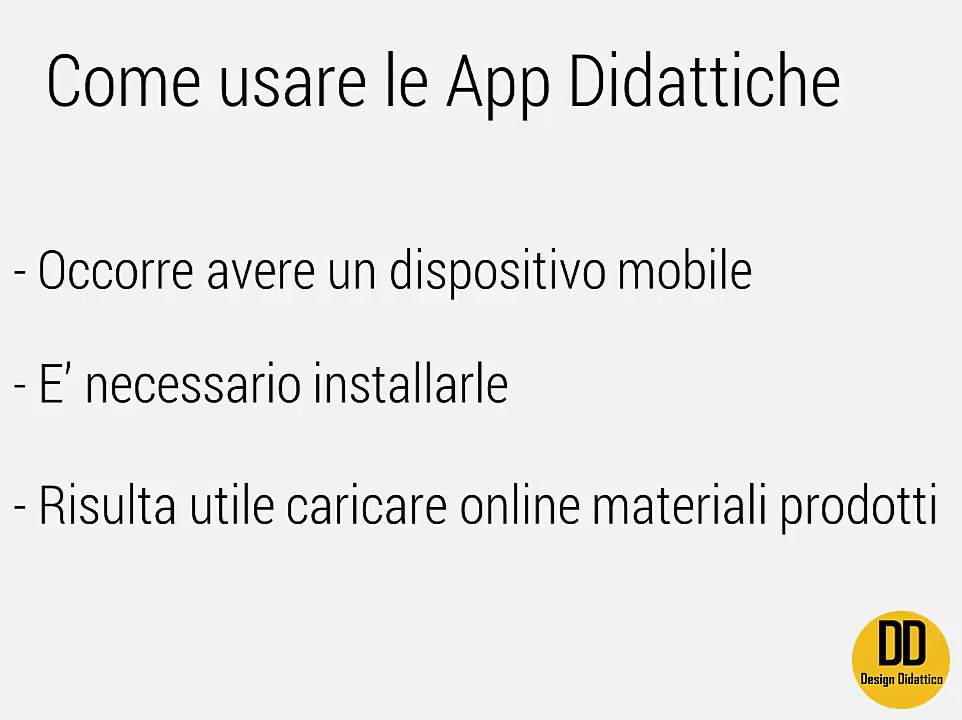 Come usare le App Didattiche
- Occorre avere un dispositivo mobile
- E’ necessario installarle
- Risulta utile caricare online materiali prodotti
DD
Design Didattico